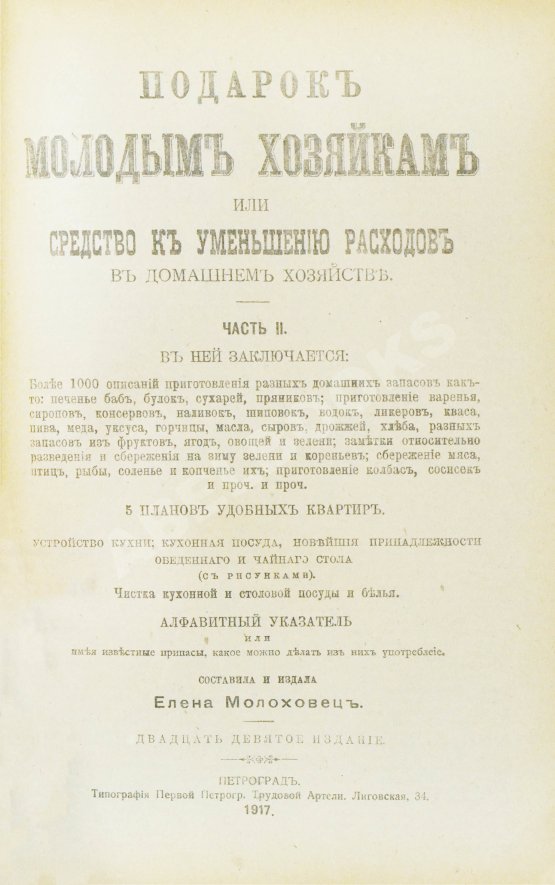 ПОДАРОКЪ
МОЛОДЫМЪ ХОЗЯЙКАМЪ
ИЛИ
СРЕДСТВО КЪ УМЕНЬШЕНІЮ РАСХОДОВЪ
ВЪ ДОМАШНЕМЪ ХОЗЯЙСТВѢ.
ЧАСТЬ II.
ВЪ НЕЙ ЗАКЛЮЧАЕТСЯ:
Болѣе 1000 описаній приготовленія разныхъ домашнихъ запасовъ какъ-
то: печенье бабъ, булокъ, сухарей, пряниковъ; приготовленіе варенья,
сироповъ, консервовъ, наливокъ, шиповокъ, водокъ, ликеровъ, кваса,
пива, меда, уксуса, горчицы, масла, сыровъ, дрожжей, хлѣба, разныхъ
запасовъ изъ фруктовъ, ягодъ, овощей и зелени; замѣтки относительно
разведенія и сбереженія на зиму зелени и кореньевъ; сбереженіе мяса,
птицъ, рыбы, соленье и копченье ихъ; приготовленіе колбасъ, сосисекъ
и проч. и проч.
5 ПЛАНОВЪ УДОБНЫХЪ КВАРТИРЪ.
УСТРОЙСТВО КУХНИ; КУХОННАЯ ПОСУДА, НОВѢЙШІЯ ПРИНАДЛЕЖНОСТИ
ОБѢДЕННАГО И ЧАЙНАГО СТОЛА
(СЪ РИСУНКАМИ).
Чистка кухонной и столовой посуды и бѣлья.
АЛФАВИТНЫЙ УКАЗАТЕЛЬ
ИЛИ
имѣя извѣстные припасы, какое можно дѣлать изъ нихъ употребленіе.
СОСТАВИЛА И ИЗДАЛА
Елена Молоховецъ.
ДВАДЦАТЬ ДЕВЯТОЕ ИЗДАНІЕ.
ПЕТРОГРАДЪ.
Типографія Первой Петрогр. Трудовой Артели. Лиговская, 34.
1917.